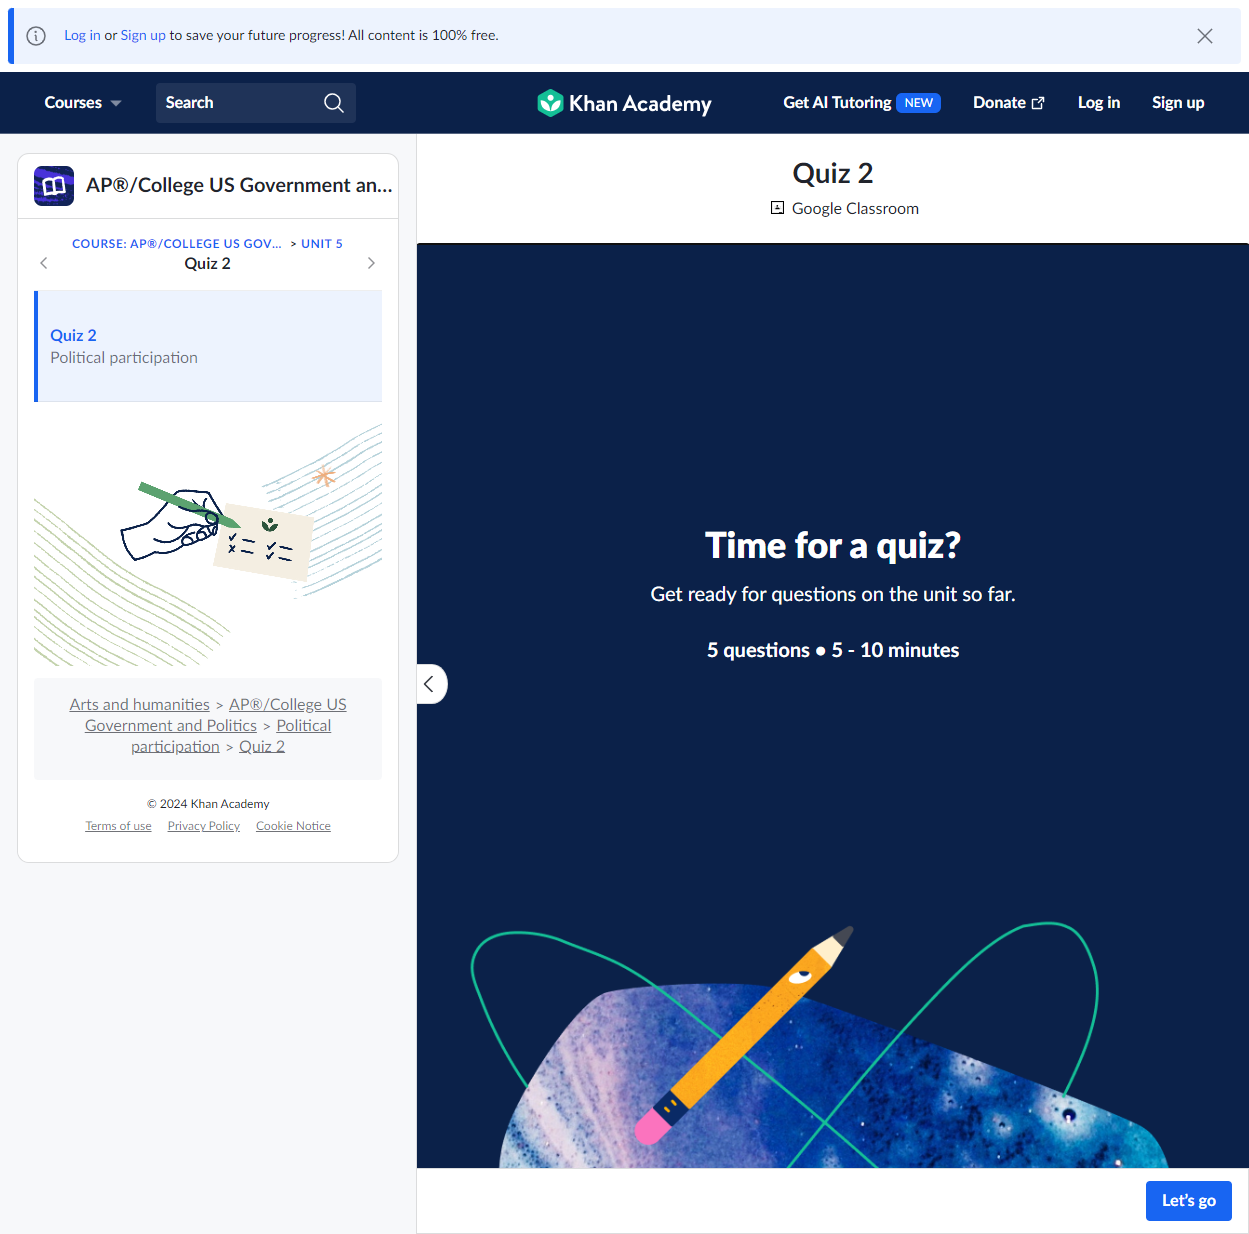 Log in or Sign up to save your future progress! All content is 100% free.
Courses
Search
Khan Academy
Get AI Tutoring NEW
Donate
Log in
Sign up
AP®/College US Government an...
COURSE: AP®/COLLEGE US GOV... > UNIT 5
Quiz 2
Quiz 2
Political participation
Arts and humanities > AP®/College US
Government and Politics > Political
participation > Quiz 2
© 2024 Khan Academy
Terms of use Privacy Policy Cookie Notice
Quiz 2
Google Classroom
Time for a quiz?
Get ready for questions on the unit so far.
5 questions • 5 - 10 minutes
Let's go